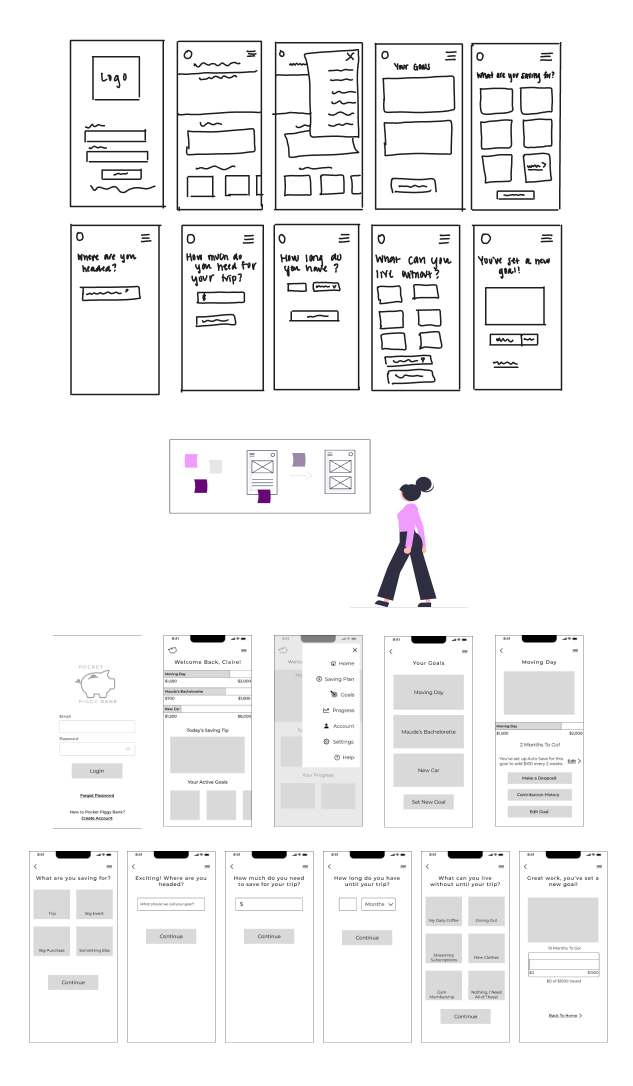 Logo
Your Goals
What are you saving for?
Where are you
headed?
How much do
you need for
your trip?
$
How long do
you have ?
What can you
live without?
You've set a new
goal!
POCKET
PIGGY BANK
Email
Password
Login
Forgot Password
New to Pocket Piggy Bank?
Create Account
9:41
Welcome Back, Claire!
Moving Day
$1,500 $2,000
Maude's Bachelorette
$700 $1,000
New Car
$1,200 $6,000
Today's Saving Tip
Your Active Goals
9:41
Home
Saving Plan
Goals
Progress
Account
Settings
Help
Your Progress
9:41
Your Goals
Moving Day
Maude's Bachelorette
New Car
Set New Goal
9:41
Moving Day
Moving Day
$1,500 $2,000
2 Months To Go!
You've set up Auto Save for this
goal to add $100 every 2 weeks.
Edit
Make a Desposit
Contribution History
Edit Goal
9:41
What are you saving for?
Trip
Big Event
Big Purchase
Something Else
Continue
9:41
Exciting! Where are you
headed?
What should we call your goal?
Continue
9:41
How much do you need
to save for your trip?
$
Continue
9:41
How long do you have
until your trip?
Months
Continue
9:41
What can you live
without until your trip?
My Daily Coffee
Dining Out
Streaming
Subscriptions
New Clothes
Gym
Membership
Nothing, I Need
All of These!
Continue
9:41
Great work, you've set a
new goal!
10 Months To Go!
$0 $1500
$0 of $1500 Saved
Back To Home